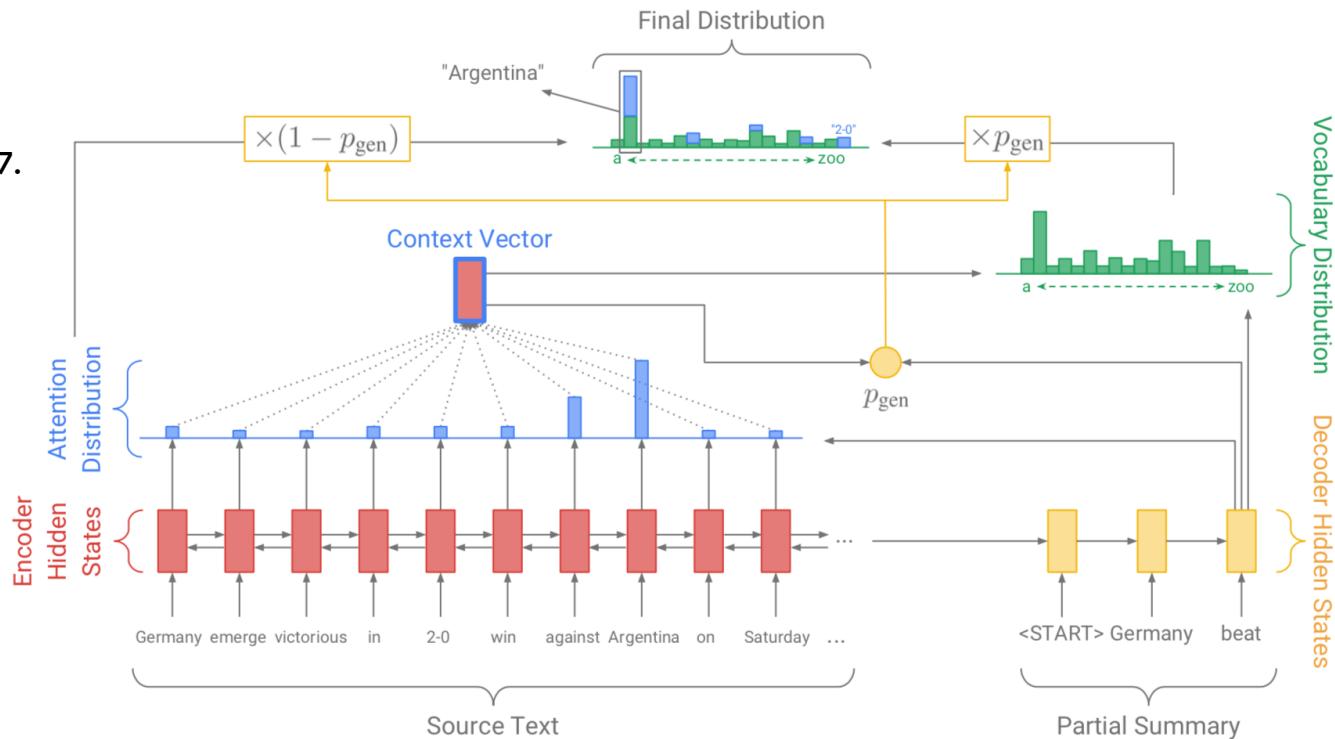 Final Distribution
"Argentina"
×(1 − pgen)
"2-0"
×pgen
a
zoo
7.
Context Vector
Vocabulary Distribution
a
zoo
Attention
Distribution
pgen
Encoder
Hidden
States
...
Decoder Hidden States
Germany emerge victorious in 2-0 win against Argentina on Saturday ...
<START> Germany beat
Source Text
Partial Summary